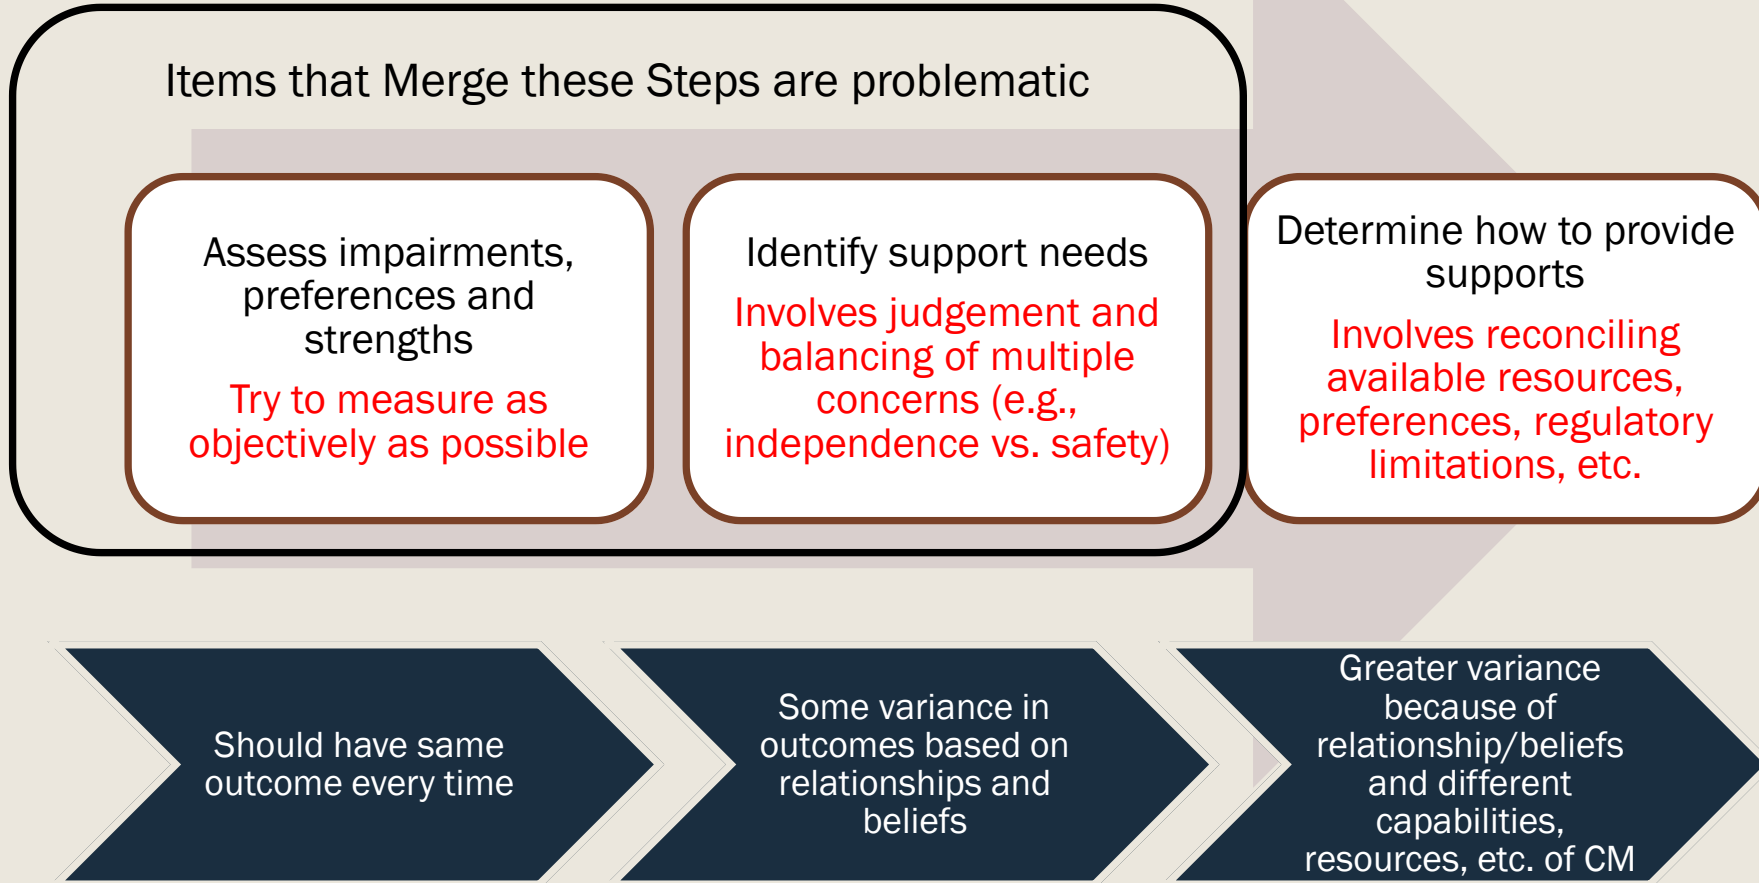 Items that Merge these Steps are problematic
Assess impairments,
preferences and
strengths
Try to measure as
objectively as possible
Identify support needs
Involves judgement and
balancing of multiple
concerns (e.g.,
independence vs. safety)
Determine how to provide
supports
Involves reconciling
available resources,
preferences, regulatory
limitations, etc.
Should have same
outcome every time
Some variance in
outcomes based on
relationships and
beliefs
Greater variance
because of
relationship/beliefs
and different
capabilities,
resources, etc. of CM